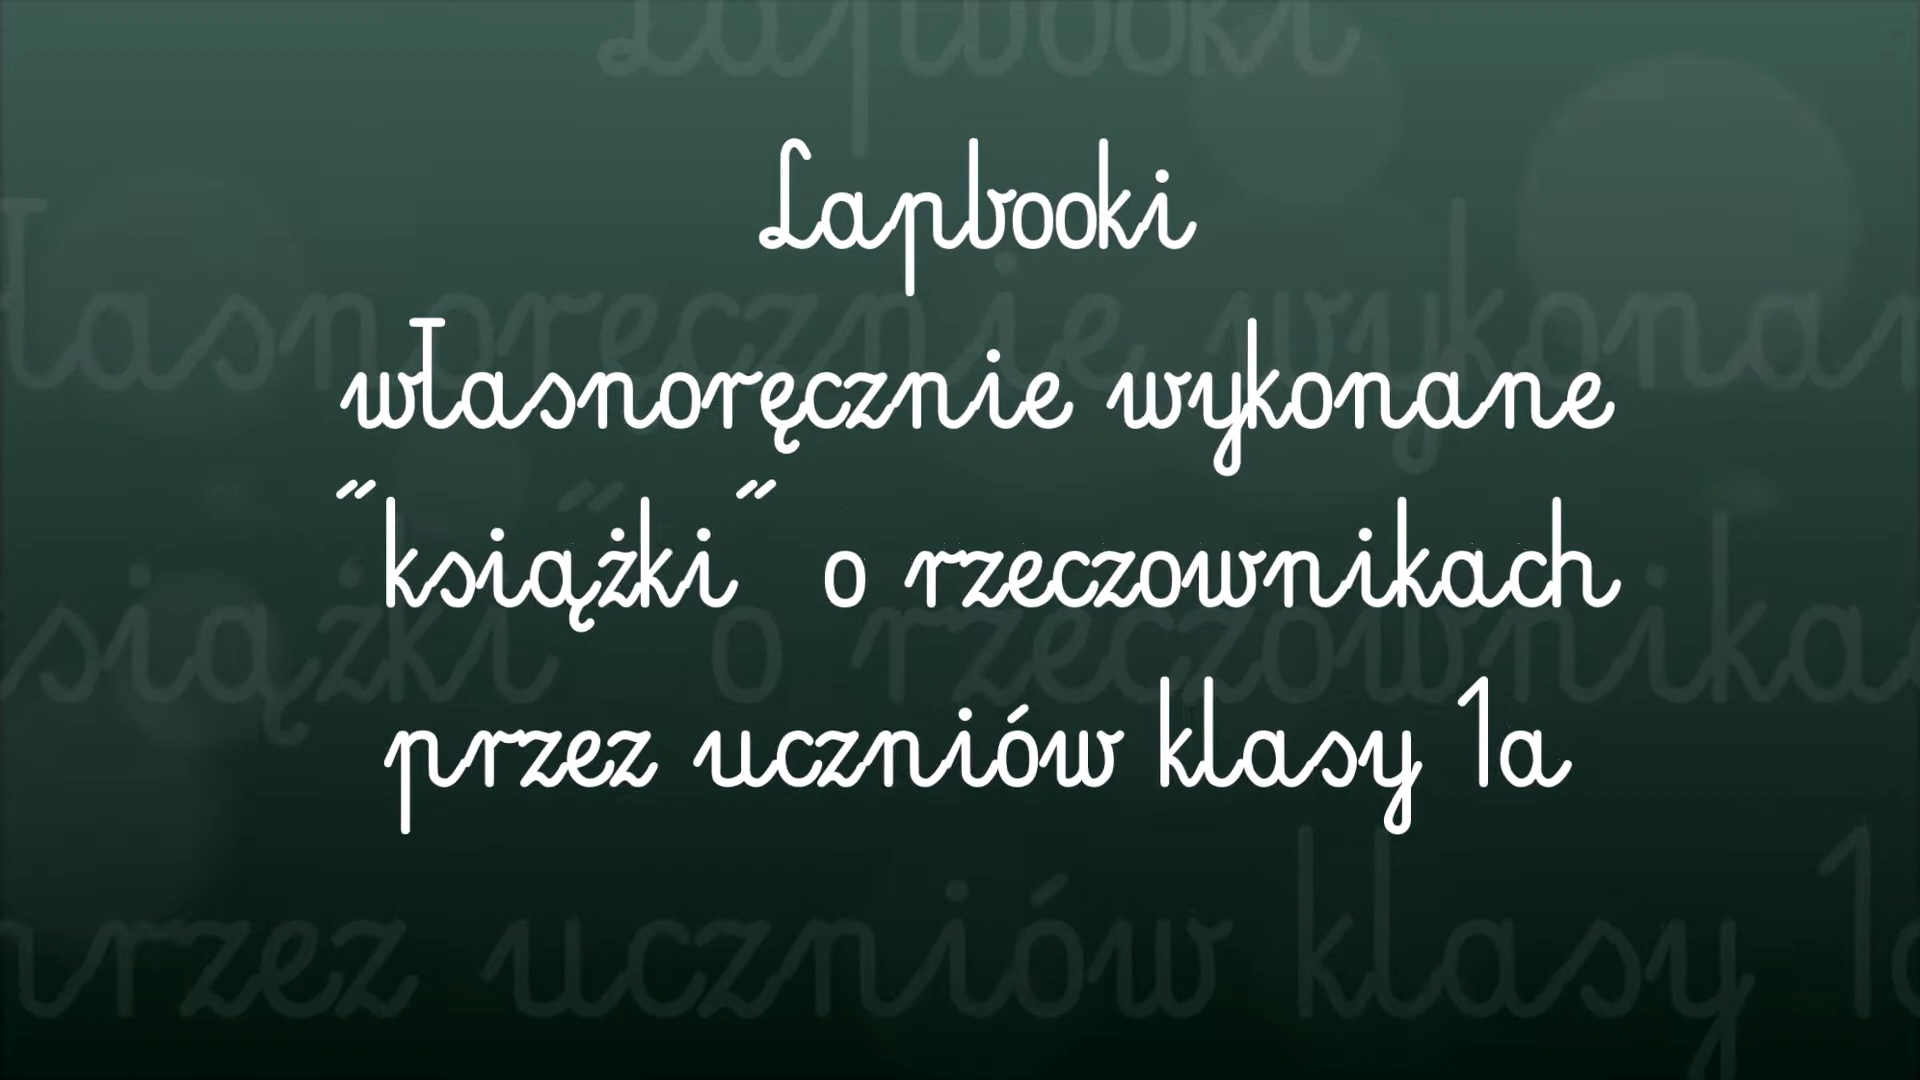 Lapbooki
własnoręcznie wykonane
"książki" o rzeczownikach
przez uczniów klasy 1a